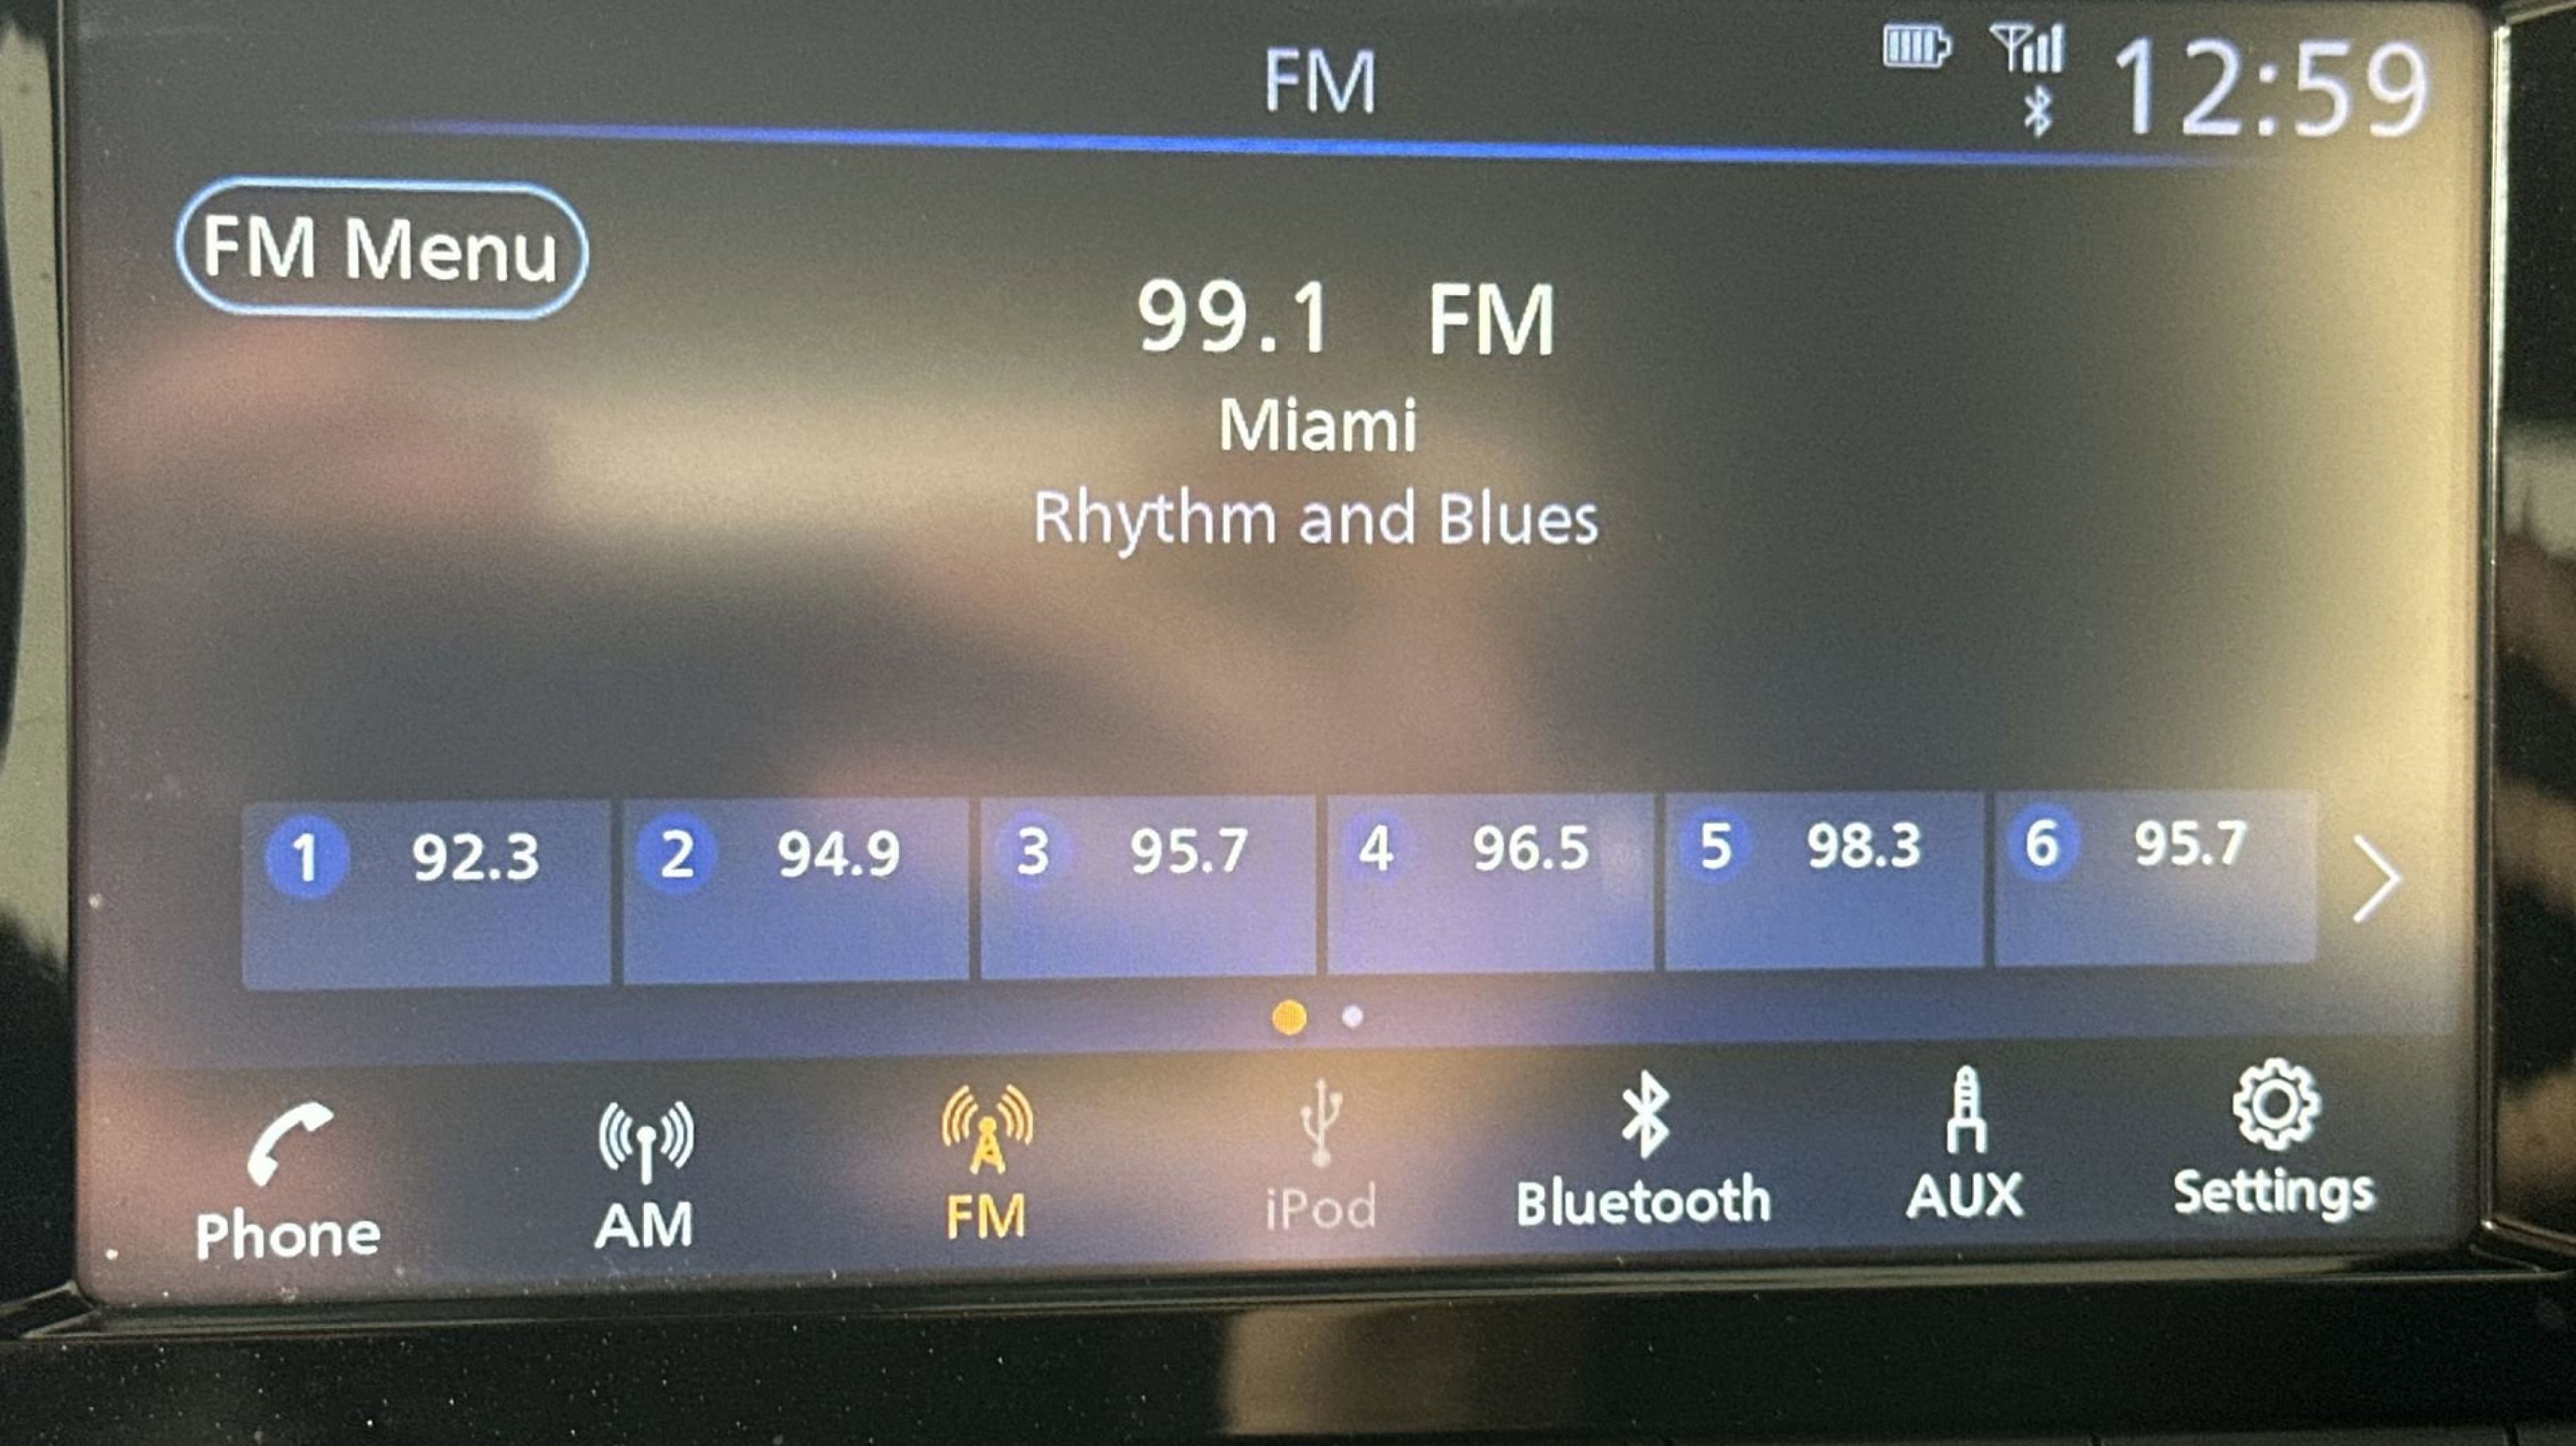 FM
12:59
FM Menu
99.1 FM
Miami
Rhythm and Blues
1 92.3 2 94.9 3 95.7 4 96.5 5 98.3 6 95.7
Phone AM FM iPod Bluetooth AUX Settings